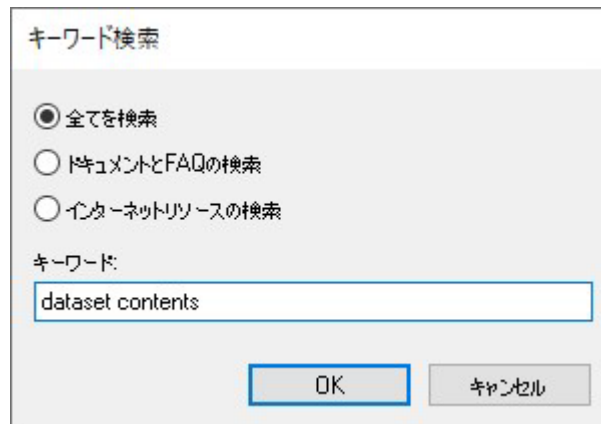 キーワード検索
全てを検索
ドキュメントとFAQの検索
インターネットリソースの検索
キーワード:
dataset contents
OK
キャンセル